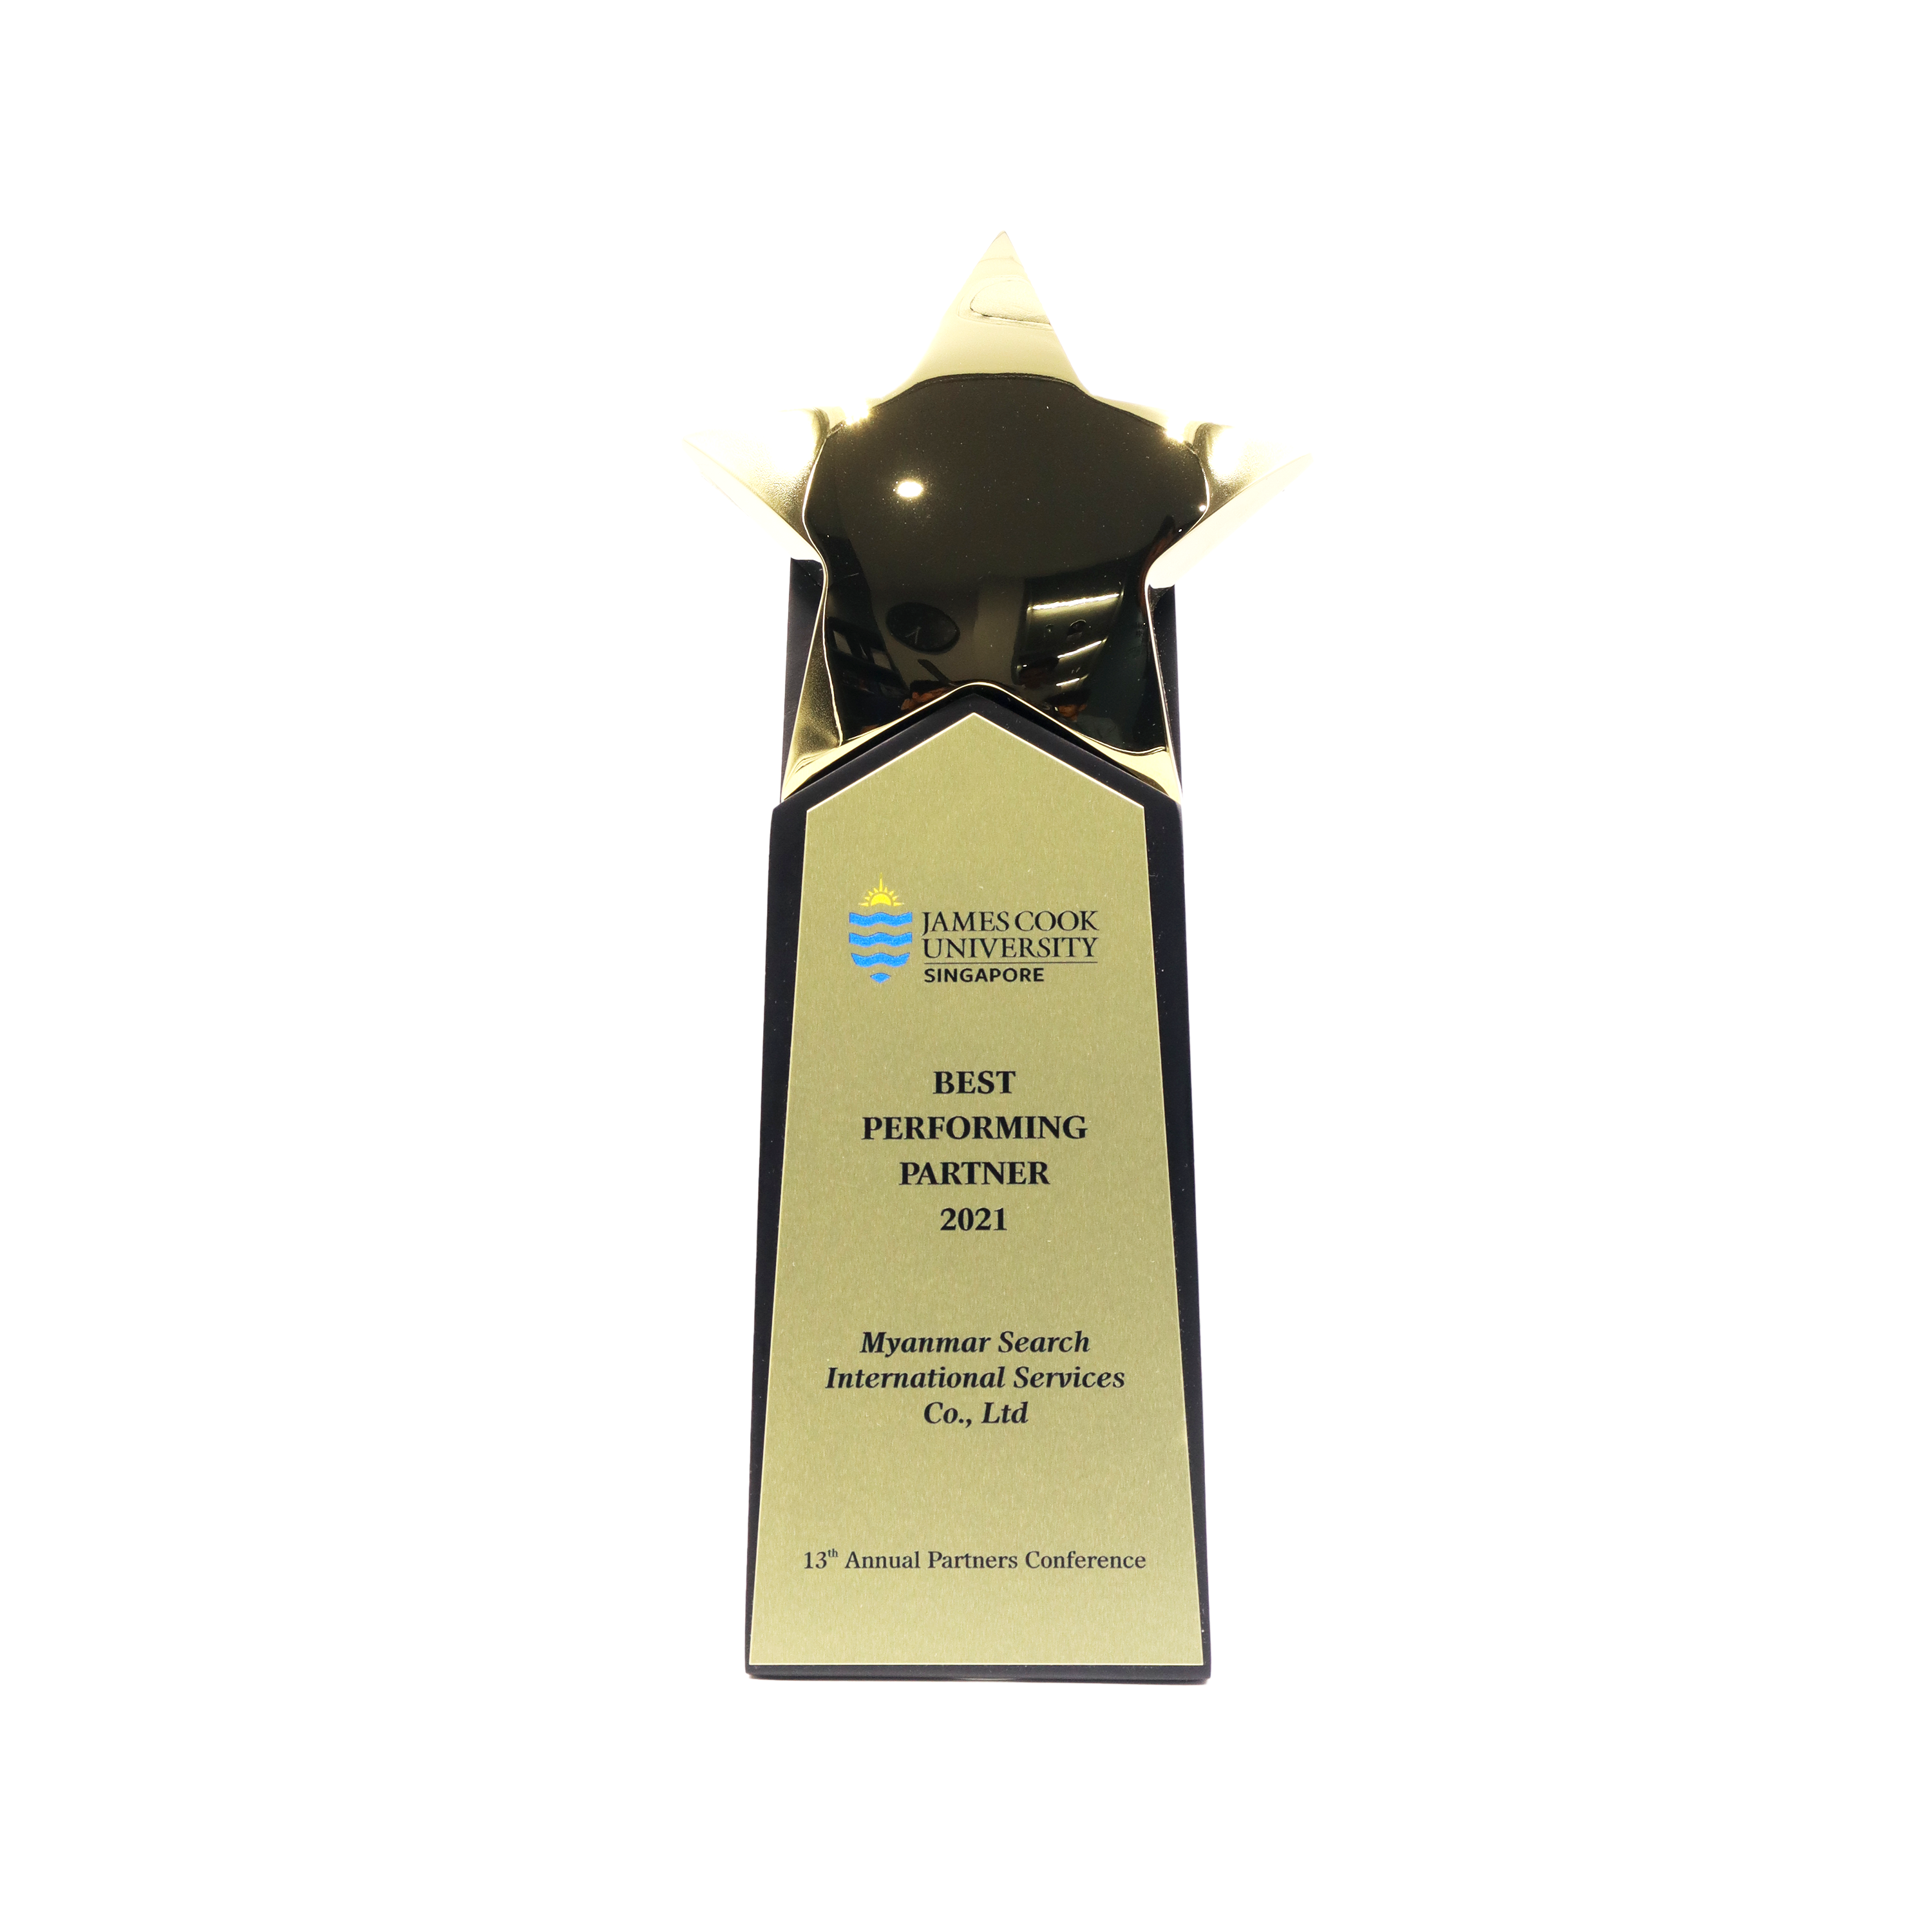 JAMES COOK
UNIVERSITY
SINGAPORE
BEST
PERFORMING
PARTNER
2021
Myanmar Search
International Services
Co., Ltd
13th Annual Partners Conference